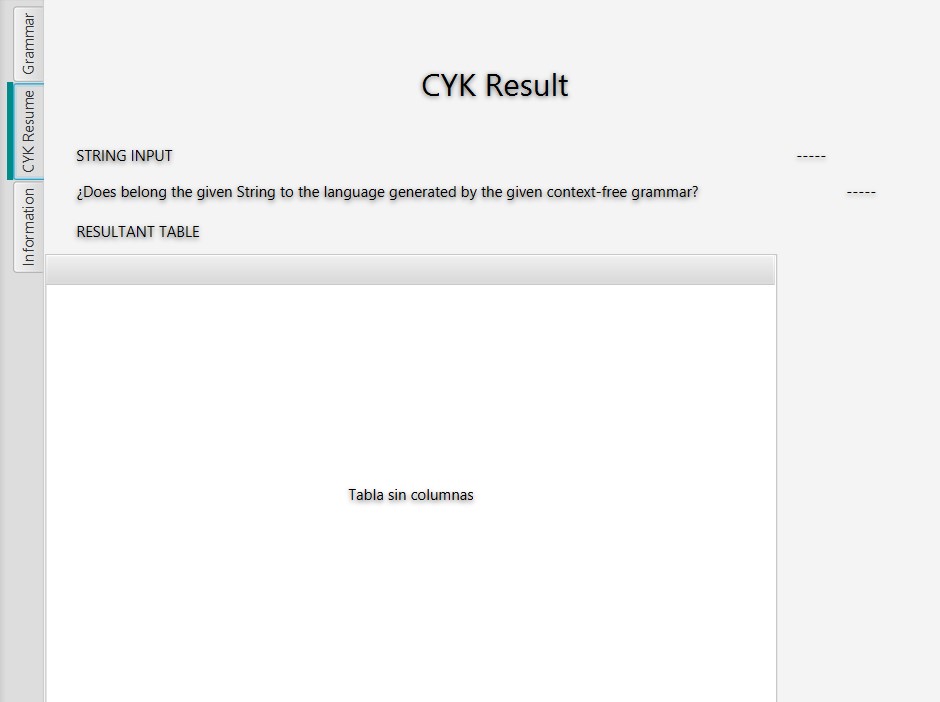 Grammar
CYK Resume
Information
CYK Result
STRING INPUT -----
¿Does belong the given String to the language generated by the given context-free grammar? -----
RESULTANT TABLE
Tabla sin columnas